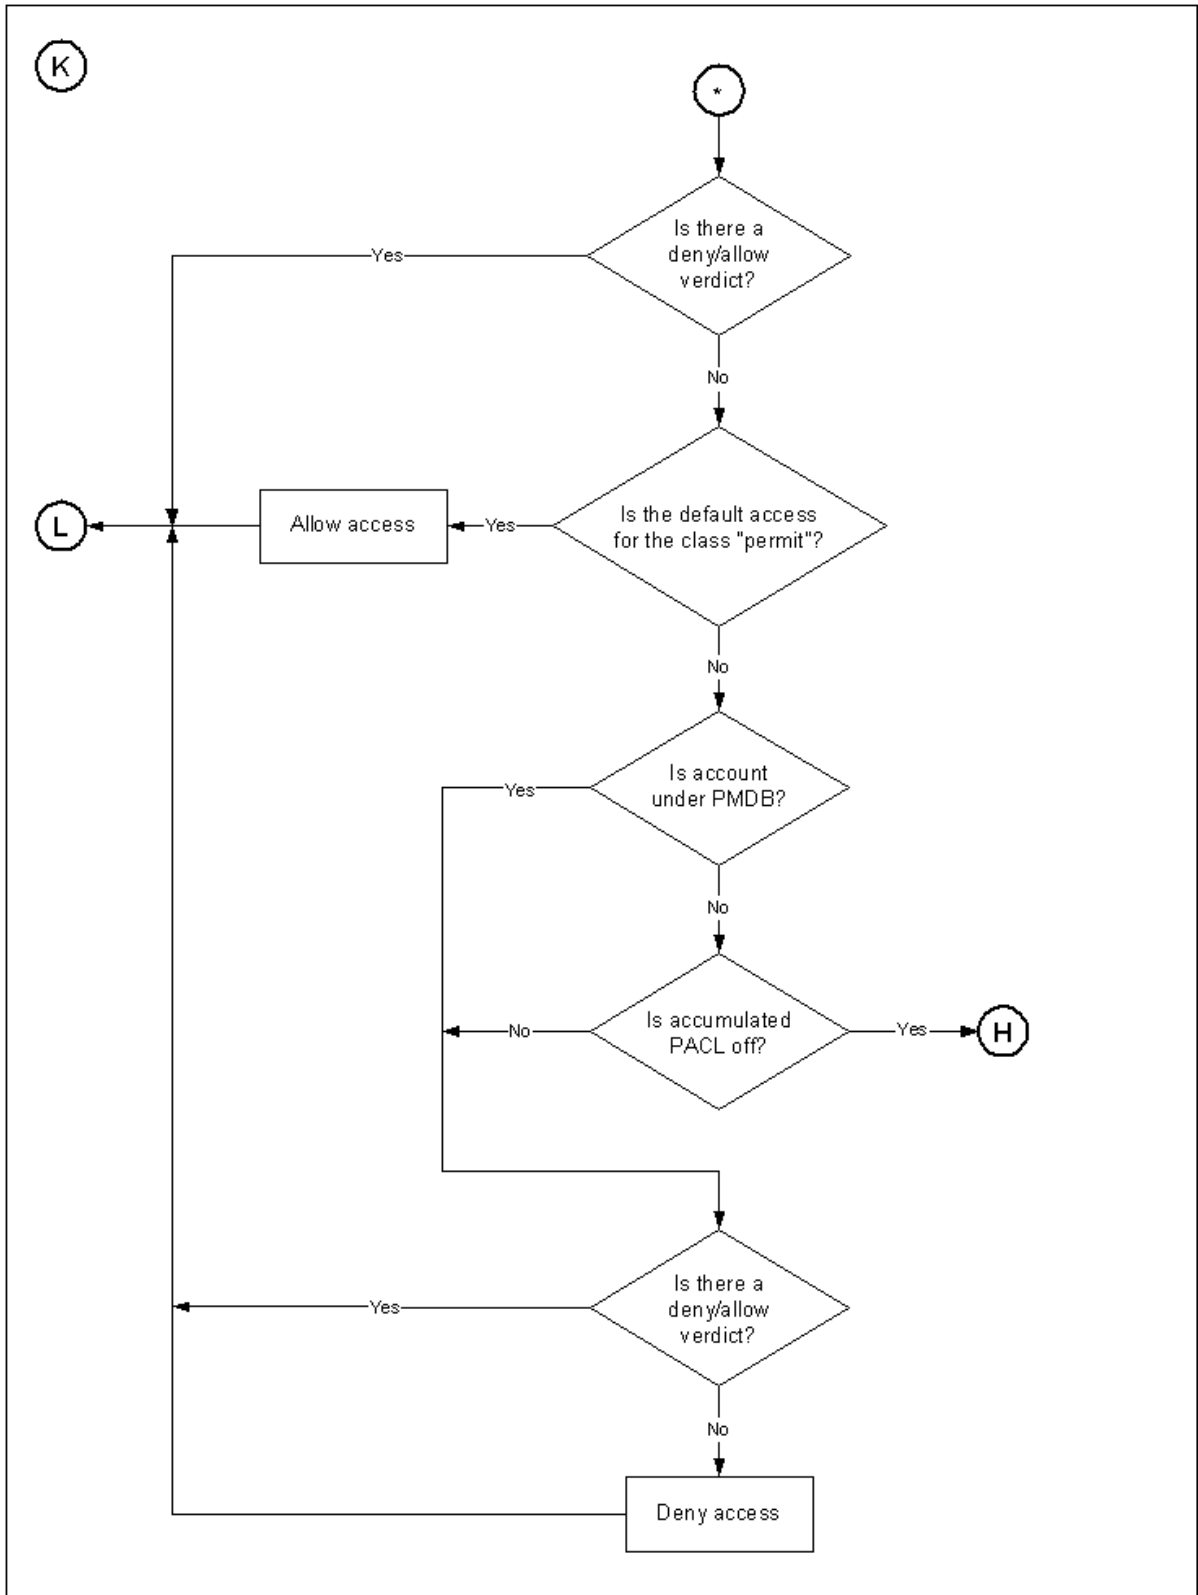 K
*
Is there a
deny/allow
verdict?
Yes
No
L
Allow access
Yes
Is the default access
for the class "permit"?
No
Is account
under PMDB?
Yes
No
Is accumulated
PACL off?
No
Yes
H
Is there a
deny/allow
verdict?
Yes
No
Deny access